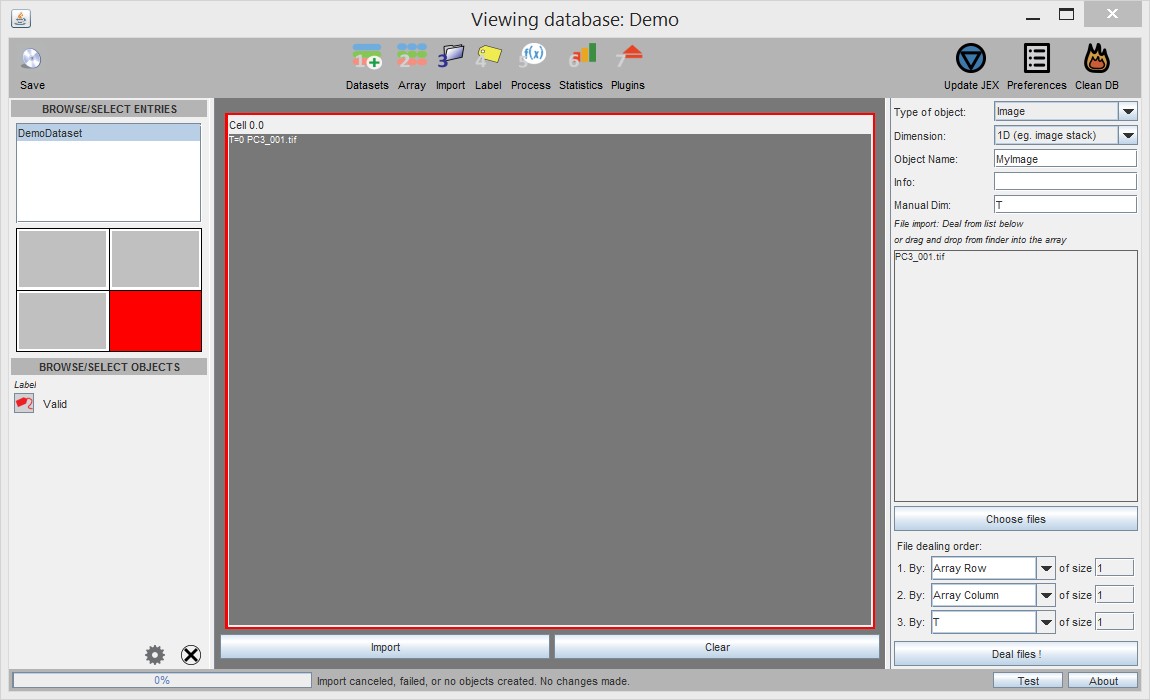 Viewing database: Demo
Save
1 Datasets
2 Array
3 Import
4 Label
5 f(x) Process
6 Statistics
7 Plugins
Update JEX
Preferences
Clean DB
BROWSE/SELECT ENTRIES
DemoDataset
BROWSE/SELECT OBJECTS
Label
Valid
Cell 0.0
T=0 PC3_001.tif
Import
Clear
Type of object: Image
Dimension: 1D (eg. image stack)
Object Name: MyImage
Info:
Manual Dim: T
File import: Deal from list below
or drag and drop from finder into the array
PC3_001.tif
Choose files
File dealing order:
1. By: Array Row of size 1
2. By: Array Column of size 1
3. By: T of size 1
Deal files !
0%
Import canceled, failed, or no objects created. No changes made.
Test
About